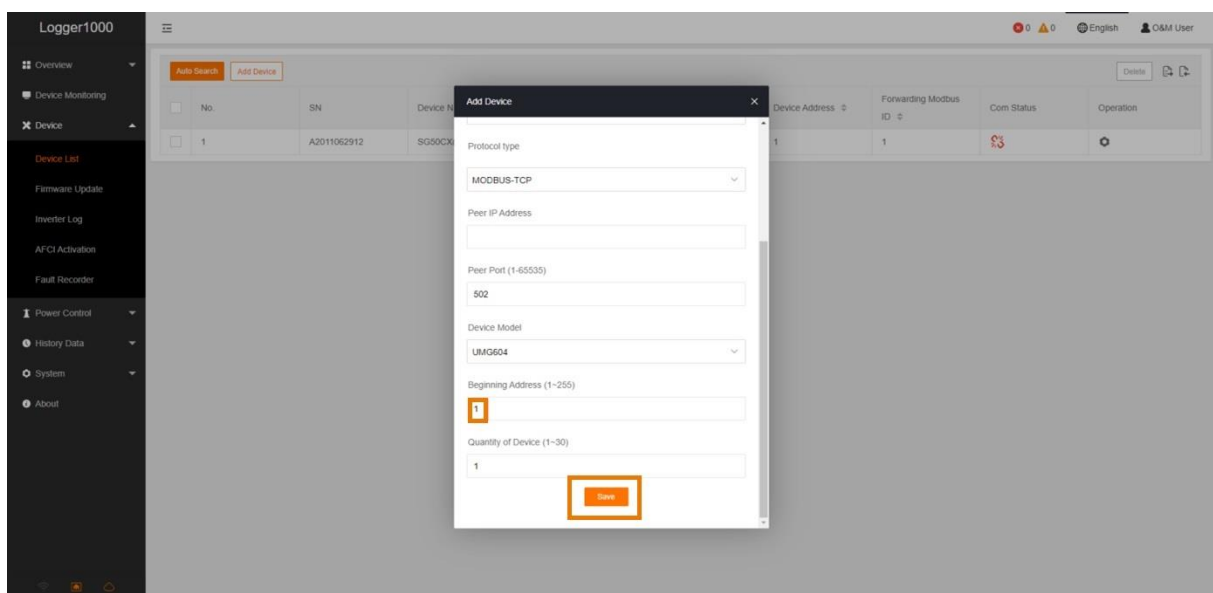 Logger1000
0 0 English O&M User
Overview
Device Monitoring
Device
Device List
Firmware Update
Inverter Log
AFCI Activation
Fault Recorder
Power Control
History Data
System
About
Auto Search Add Device Delete
No. SN Device N Device Address Forwarding Modbus ID Com Status Operation
1 A2011062912 1 1
Add Device
Protocol type
MODBUS-TCP
Peer IP Address
Peer Port (1-65535)
502
Device Model
UMG604
Beginning Address (1~255)
1
Quantity of Device (1~30)
1
Save